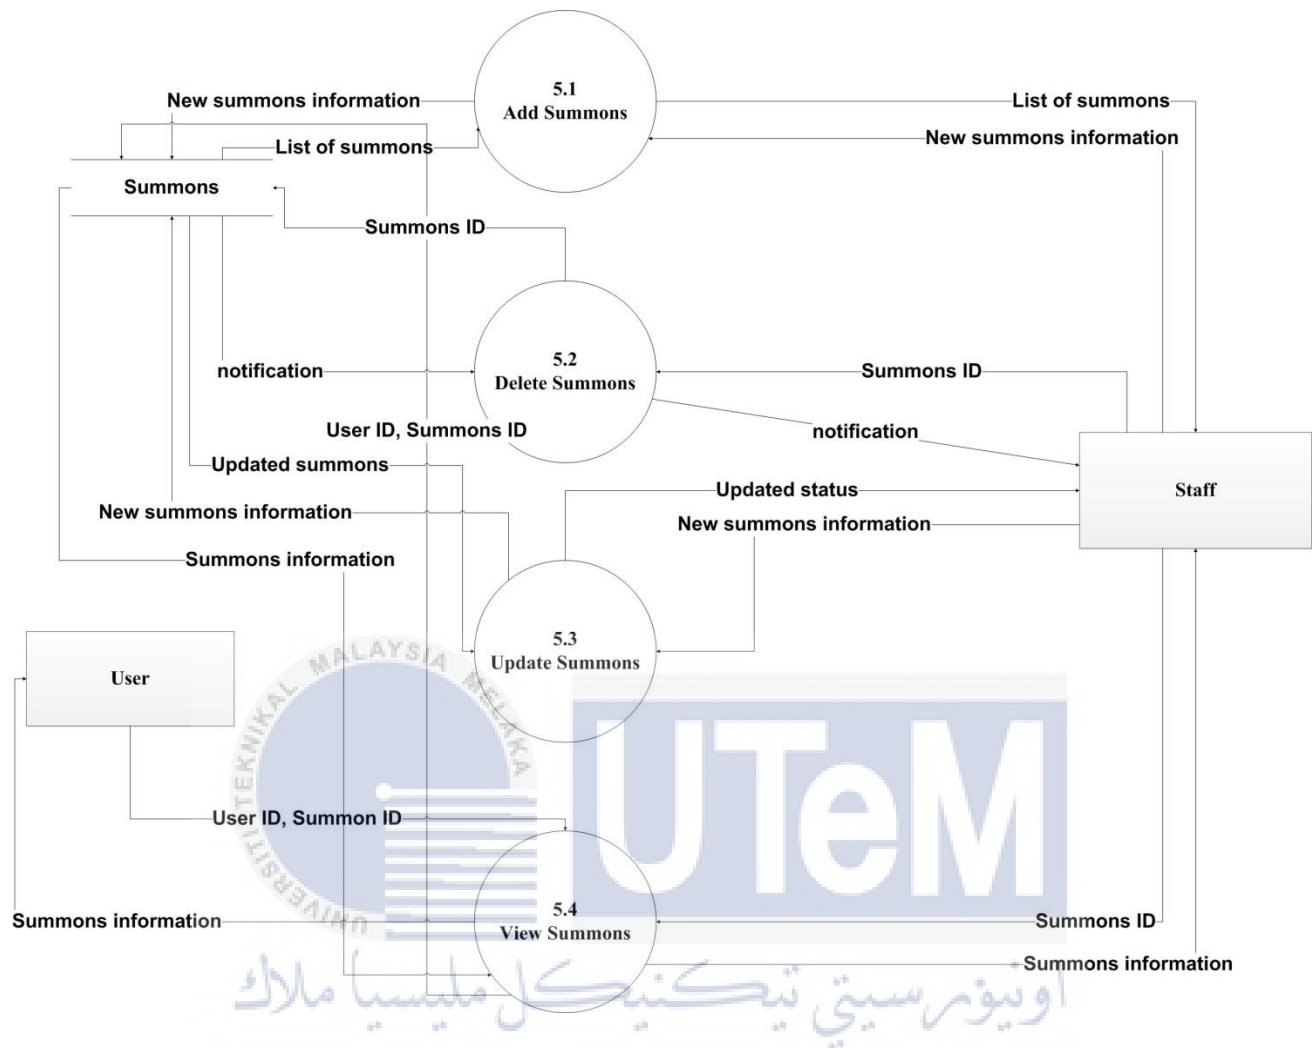 5.1
Add Summons
New summons information
List of summons
New summons information
List of summons
Summons
Summons ID
5.2
Delete Summons
notification
Summons ID
User ID, Summons ID
notification
Updated summons
Updated status
Staff
New summons information
New summons information
Summons information
5.3
Update Summons
User
UNIVERSITI TEKNIKAL MALAYSIA MELAKA
UTeM
User ID, Summon ID
5.4
View Summons
Summons information
Summons ID
Summons information
اونيۏرسيتي تيكنيكل مليسيا ملاك